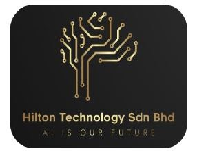 Hilton Technology Sdn Bhd
AI IS OUR FUTURE